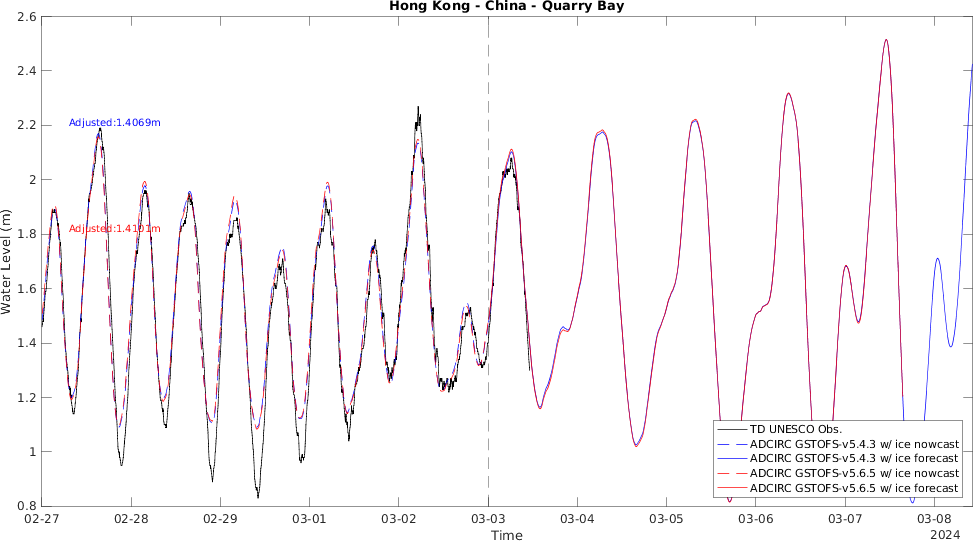 Hong Kong - China - Quarry Bay
2.6
2.4
2.2
2
1.8
1.6
1.4
1.2
1
0.8
Water Level (m)
Adjusted:1.4069m
Adjusted:1.4101m
TD UNESCO Obs.
ADCIRC GSTOFS-v5.4.3 w/ ice nowcast
ADCIRC GSTOFS-v5.4.3 w/ ice forecast
ADCIRC GSTOFS-v5.6.5 w/ ice nowcast
ADCIRC GSTOFS-v5.6.5 w/ ice forecast
02-27 02-28 02-29 03-01 03-02 03-03 03-04 03-05 03-06 03-07 03-08
Time
2024